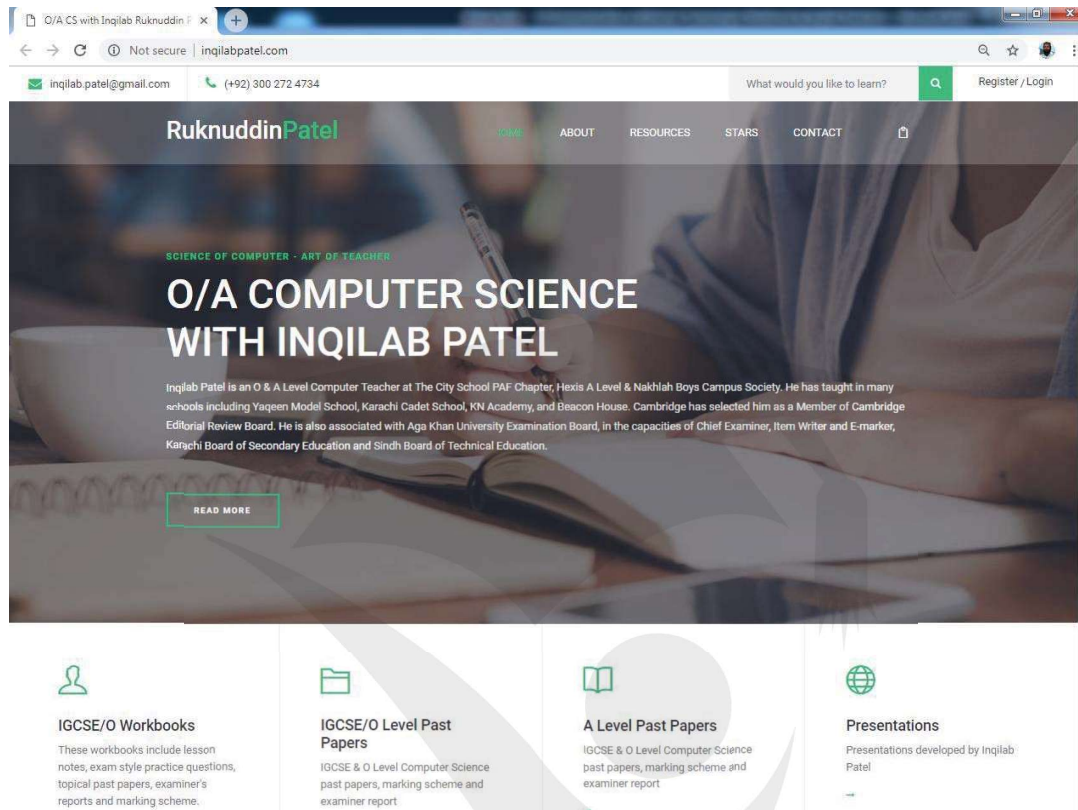 O/A CS with Inqilab Ruknuddin P
Not secure | inqilabpatel.com
inqilab.patel@gmail.com
(+92) 300 272 4734
What would you like to learn?
Register / Login
RuknuddinPatel
HOME ABOUT RESOURCES STARS CONTACT
SCIENCE OF COMPUTER - ART OF TEACHER
O/A COMPUTER SCIENCE
WITH INQILAB PATEL
Inqilab Patel is an O & A Level Computer Teacher at The City School PAF Chapter, Hexis A Level & Nakhlah Boys Campus Society. He has taught in many
schools including Yaqeen Model School, Karachi Cadet School, KN Academy, and Beacon House. Cambridge has selected him as a Member of Cambridge
Editorial Review Board. He is also associated with Aga Khan University Examination Board, in the capacities of Chief Examiner, Item Writer and E-marker,
Karachi Board of Secondary Education and Sindh Board of Technical Education.
READ MORE
IGCSE/O Workbooks
These workbooks include lesson
notes, exam style practice questions,
topical past papers, examiner's
reports and marking scheme.
IGCSE/O Level Past
Papers
IGCSE & O Level Computer Science
past papers, marking scheme and
examiner report
A Level Past Papers
IGCSE & O Level Computer Science
past papers, marking scheme and
examiner report
Presentations
Presentations developed by Inqilab
Patel